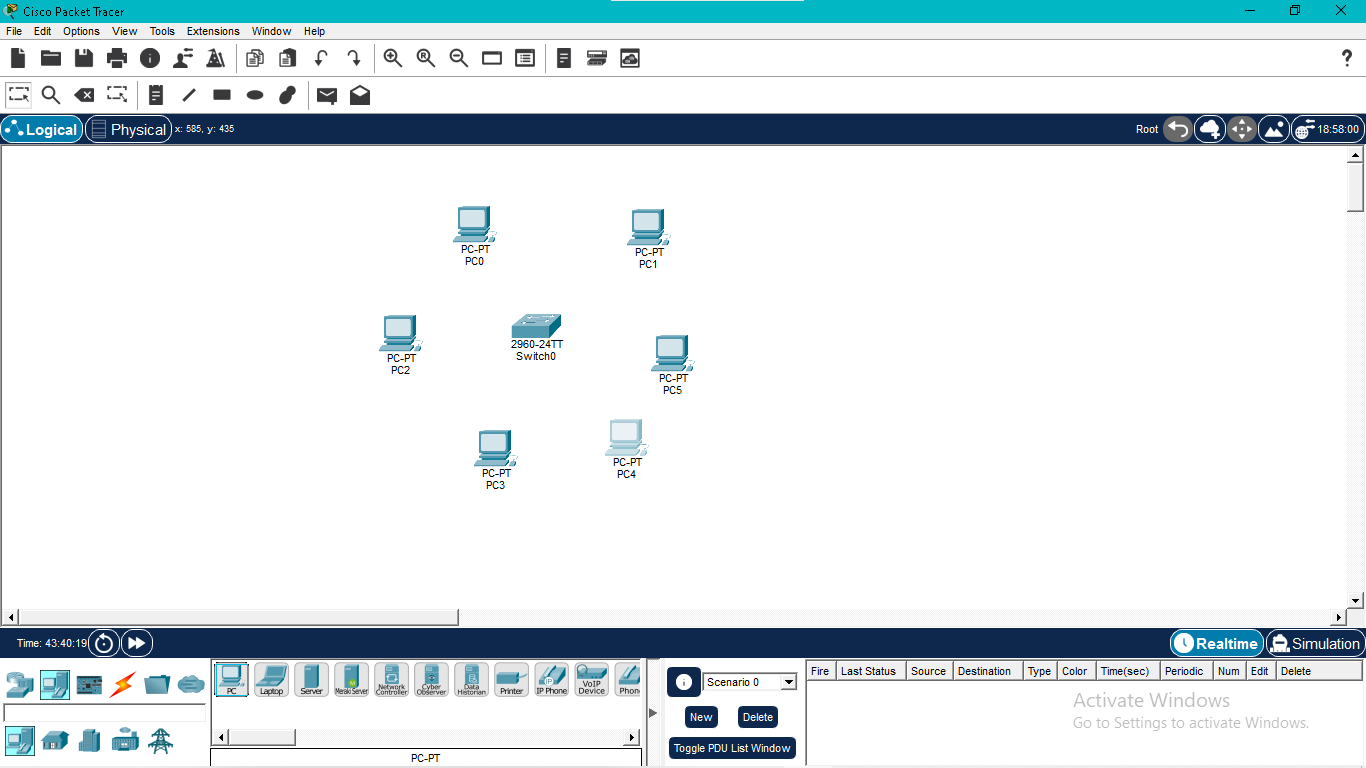 Cisco Packet Tracer
File Edit Options View Tools Extensions Window Help
Logical Physical x: 585, y: 435 Root 18:58:00
PC-PT
PC0
PC-PT
PC1
PC-PT
PC2
2960-24TT
Switch0
PC-PT
PC5
PC-PT
PC3
PC-PT
PC4
Time: 43:40:19 Realtime Simulation
PC Laptop Server Meraki Server Network Controller Cyber Observer Data Historian Printer IP Phone VoIP Device Phone
PC-PT
Scenario 0
New Delete
Toggle PDU List Window
Fire Last Status Source Destination Type Color Time(sec) Periodic Num Edit Delete
Activate Windows
Go to Settings to activate Windows.